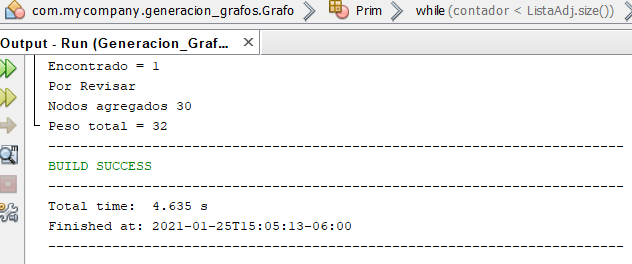 com.mycompany.generacion_grafos.Grafo Prim while (contador < ListaAdj.size())
Output - Run (Generacion_Graf...
Encontrado = 1
Por Revisar
Nodos agregados 30
Peso total = 32
------------------------------------------------------------------------
BUILD SUCCESS
------------------------------------------------------------------------
Total time:  4.635 s
Finished at: 2021-01-25T15:05:13-06:00
------------------------------------------------------------------------